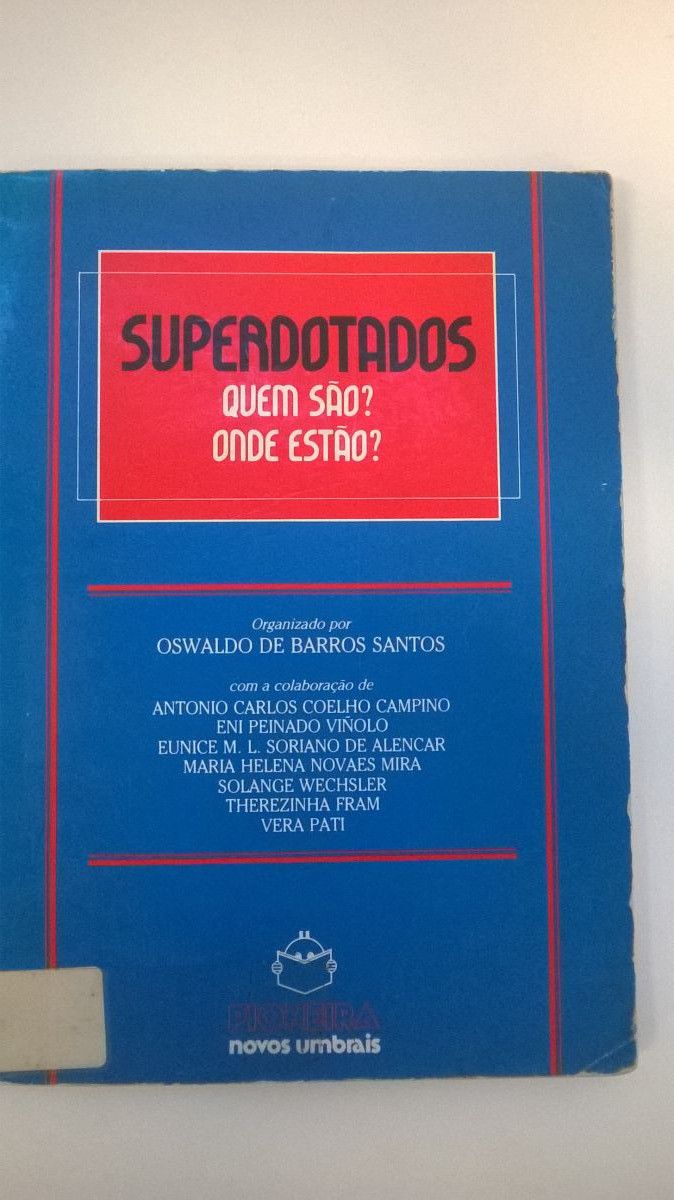 SUPERDOTADOS
QUEM SÃO?
ONDE ESTÃO?
Organizado por
OSWALDO DE BARROS SANTOS
com a colaboração de
ANTONIO CARLOS COELHO CAMPINO
ENI PEINADO VIÑOLO
EUNICE M. L. SORIANO DE ALENCAR
MARIA HELENA NOVAES MIRA
SOLANGE WECHSLER
THEREZINHA FRAM
VERA PATI
PIONEIRA
novos umbrais